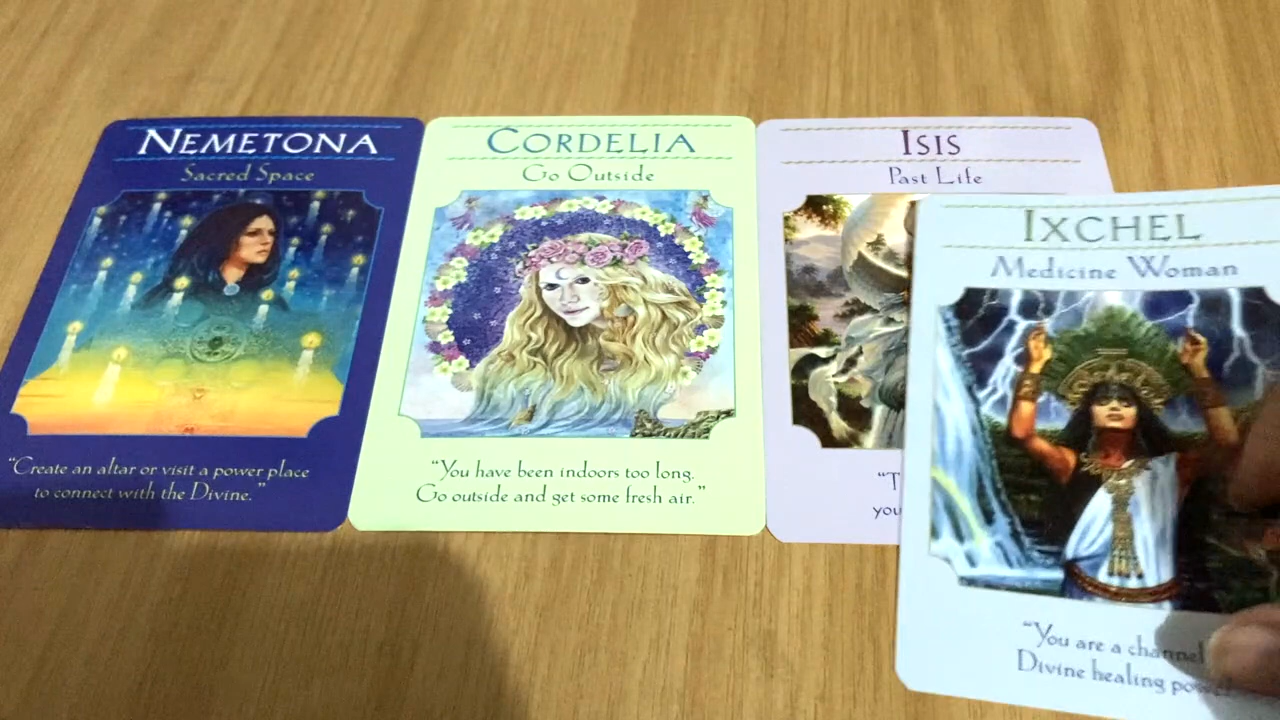 NEMETONA
Sacred Space
"Create an altar or visit a power place
to connect with the Divine."
CORDELIA
Go Outside
"You have been indoors too long.
Go outside and get some fresh air."
ISIS
Past Life
you
IXCHEL
Medicine Woman
"You are a channel
Divine healing power